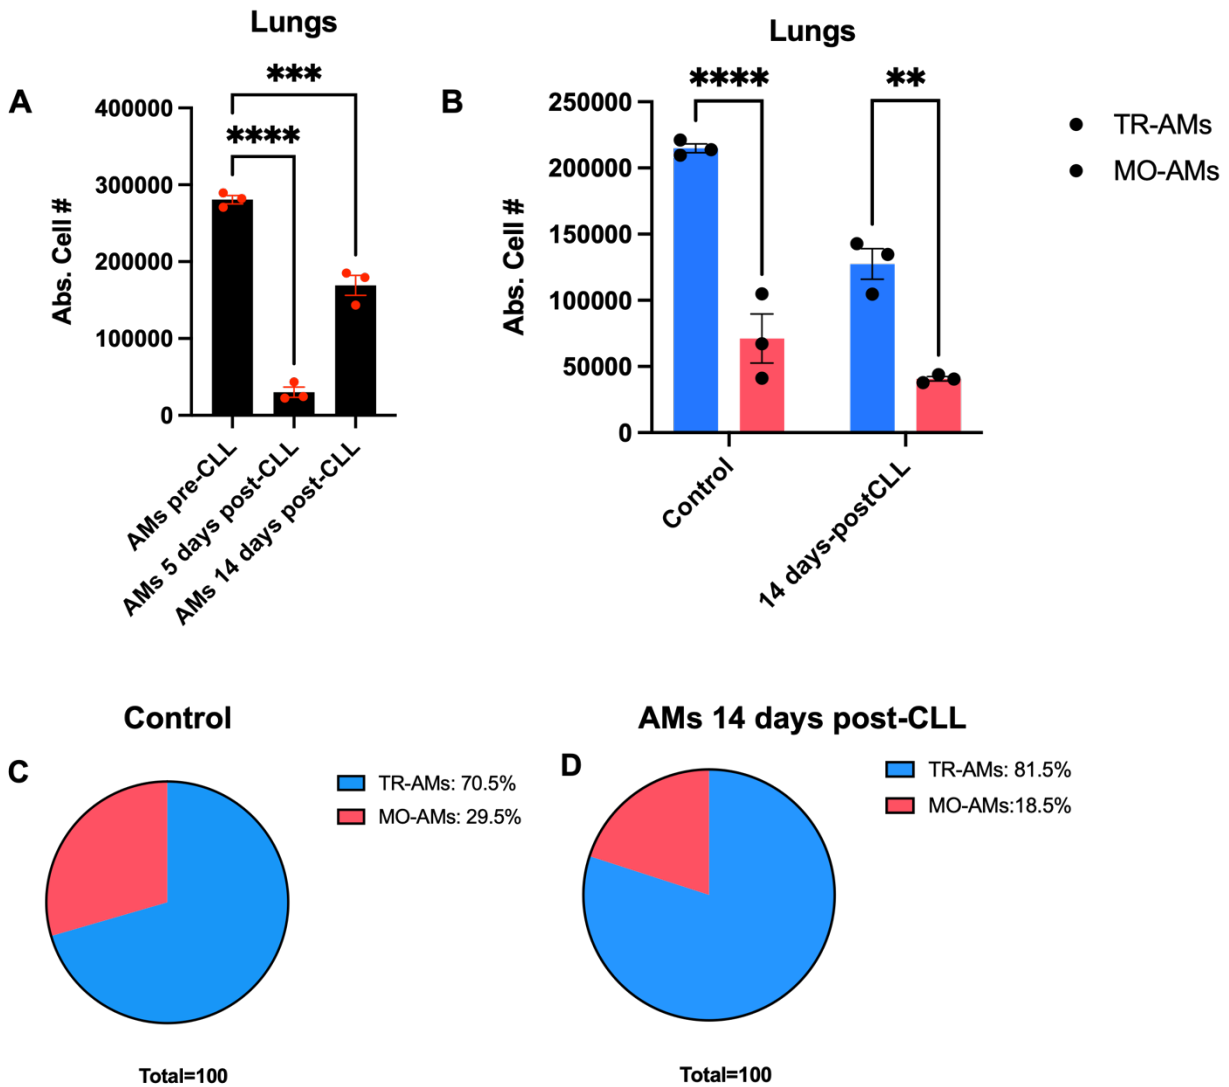 Lungs
A
***
****
400000
300000
200000
100000
0
Abs. Cell #
AMs pre-CLL
AMs 5 days post-CLL
AMs 14 days post-CLL
Lungs
B
****
**
250000
200000
150000
100000
50000
0
Abs. Cell #
Control
14 days-postCLL
TR-AMs
MO-AMs
Control
C
TR-AMs: 70.5%
MO-AMs: 29.5%
Total=100
AMs 14 days post-CLL
D
TR-AMs: 81.5%
MO-AMs:18.5%
Total=100